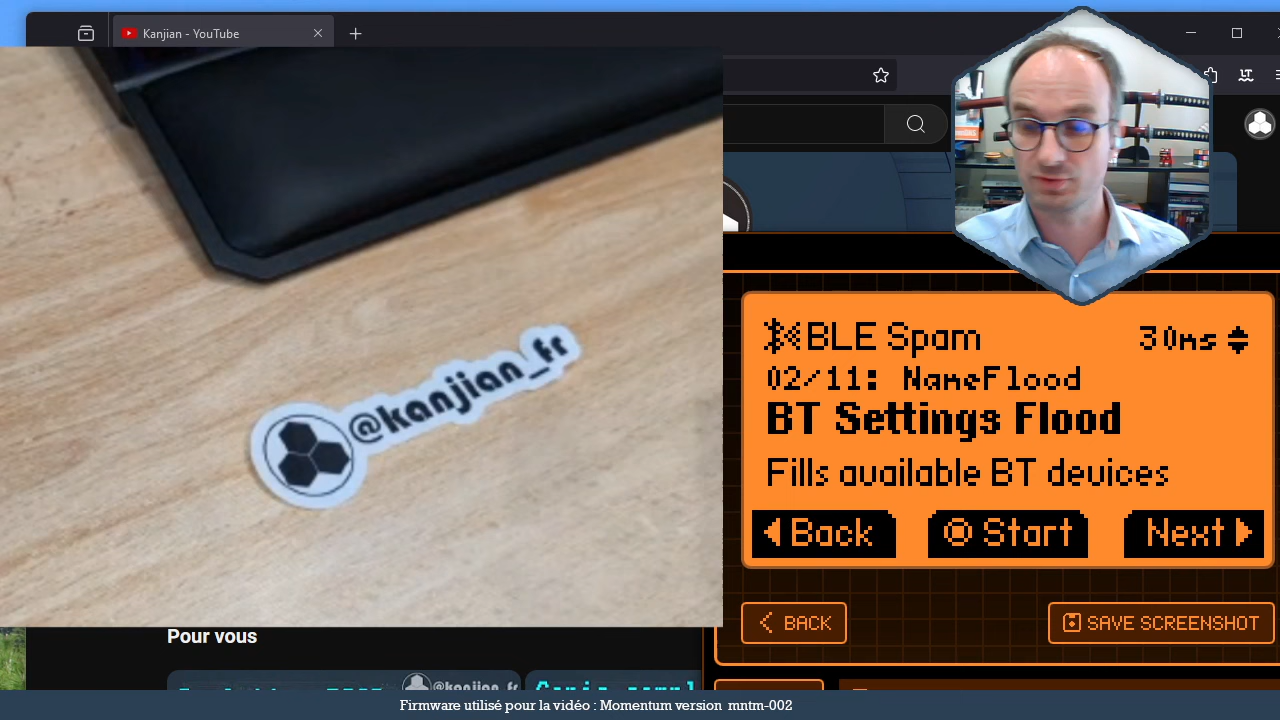 Kanjian - YouTube
@kanjian_fr
BLE Spam
30ms
02/11: NameFlood
BT Settings Flood
Fills available BT devices
Back
Start
Next
BACK
SAVE SCREENSHOT
Pour vous
@kanjian_fr
Firmware utilisé pour la vidéo : Momentum version mntm-002